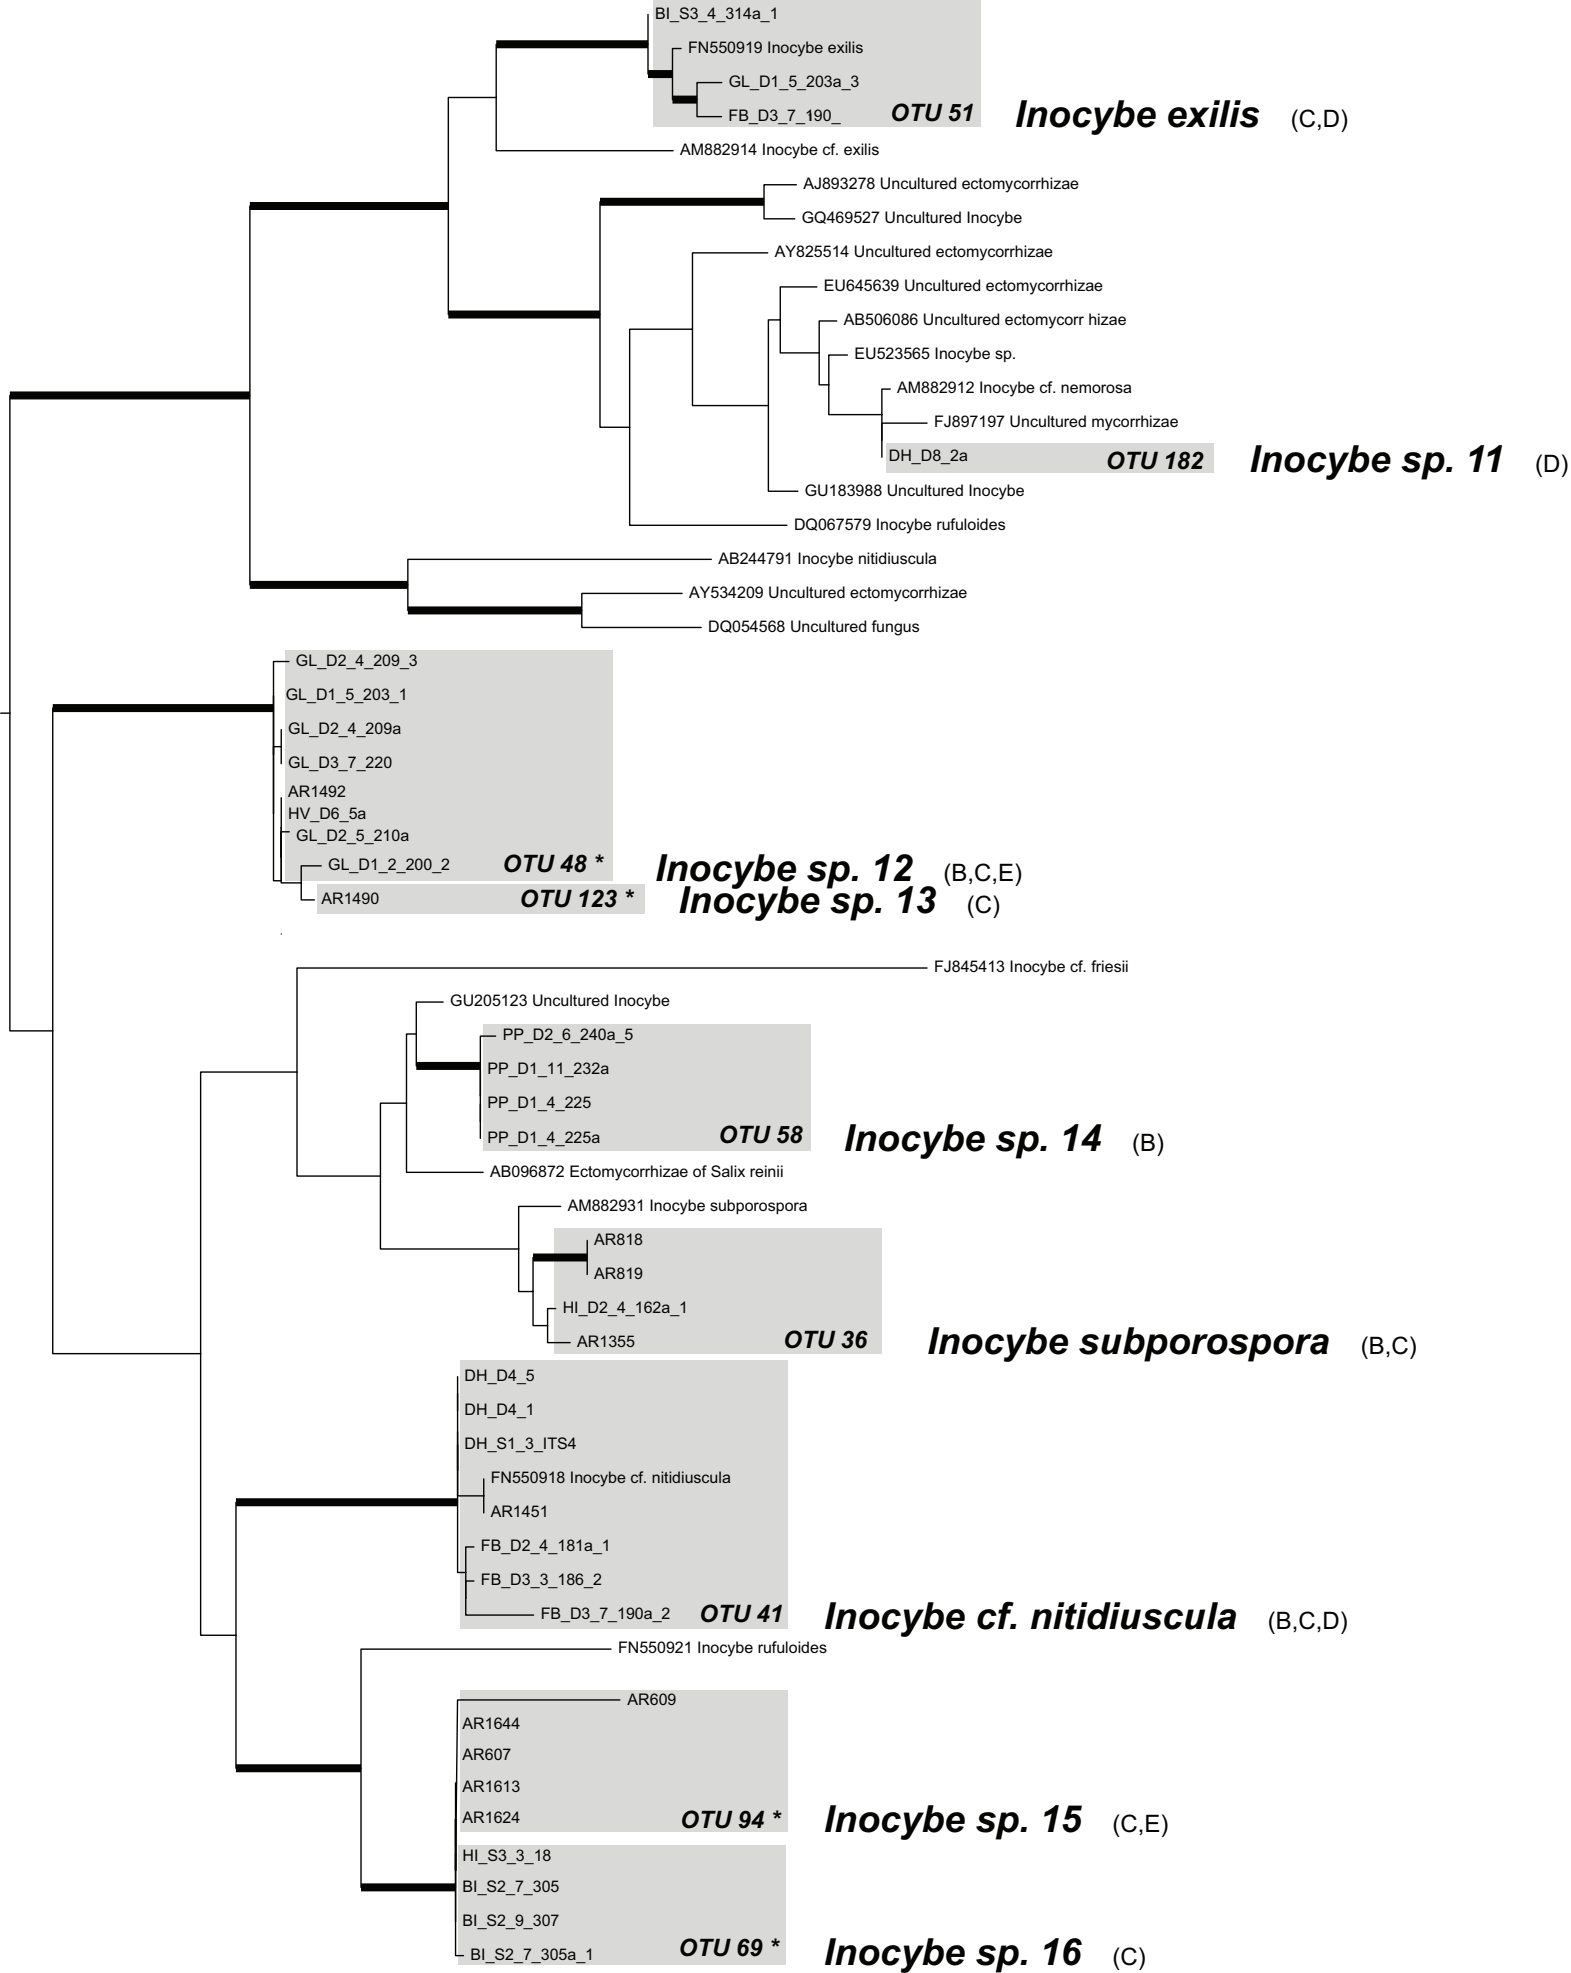 BI_S3_4_314a_1
FN550919 Inocybe exilis
GL_D1_5_203a_3
FB_D3_7_190_
OTU 51
Inocybe exilis (C,D)
AM882914 Inocybe cf. exilis
AJ893278 Uncultured ectomycorrhizae
GQ469527 Uncultured Inocybe
AY825514 Uncultured ectomycorrhizae
EU645639 Uncultured ectomycorrhizae
AB506086 Uncultured ectomycorr hizae
EU523565 Inocybe sp.
AM882912 Inocybe cf. nemorosa
FJ897197 Uncultured mycorrhizae
DH_D8_2a
OTU 182
Inocybe sp. 11 (D)
GU183988 Uncultured Inocybe
DQ067579 Inocybe rufuloides
AB244791 Inocybe nitidiuscula
AY534209 Uncultured ectomycorrhizae
DQ054568 Uncultured fungus
GL_D2_4_209_3
GL_D1_5_203_1
GL_D2_4_209a
GL_D3_7_220
AR1492
HV_D6_5a
GL_D2_5_210a
GL_D1_2_200_2
OTU 48 *
Inocybe sp. 12 (B,C,E)
AR1490
OTU 123 *
Inocybe sp. 13 (C)
FJ845413 Inocybe cf. friesii
GU205123 Uncultured Inocybe
PP_D2_6_240a_5
PP_D1_11_232a
PP_D1_4_225
PP_D1_4_225a
OTU 58
Inocybe sp. 14 (B)
AB096872 Ectomycorrhizae of Salix reinii
AM882931 Inocybe subporospora
AR818
AR819
HI_D2_4_162a_1
AR1355
OTU 36
Inocybe subporospora (B,C)
DH_D4_5
DH_D4_1
DH_S1_3_ITS4
FN550918 Inocybe cf. nitidiuscula
AR1451
FB_D2_4_181a_1
FB_D3_3_186_2
FB_D3_7_190a_2
OTU 41
Inocybe cf. nitidiuscula (B,C,D)
FN550921 Inocybe rufuloides
AR609
AR1644
AR607
AR1613
AR1624
OTU 94 *
Inocybe sp. 15 (C,E)
HI_S3_3_18
BI_S2_7_305
BI_S2_9_307
BI_S2_7_305a_1
OTU 69 *
Inocybe sp. 16 (C)